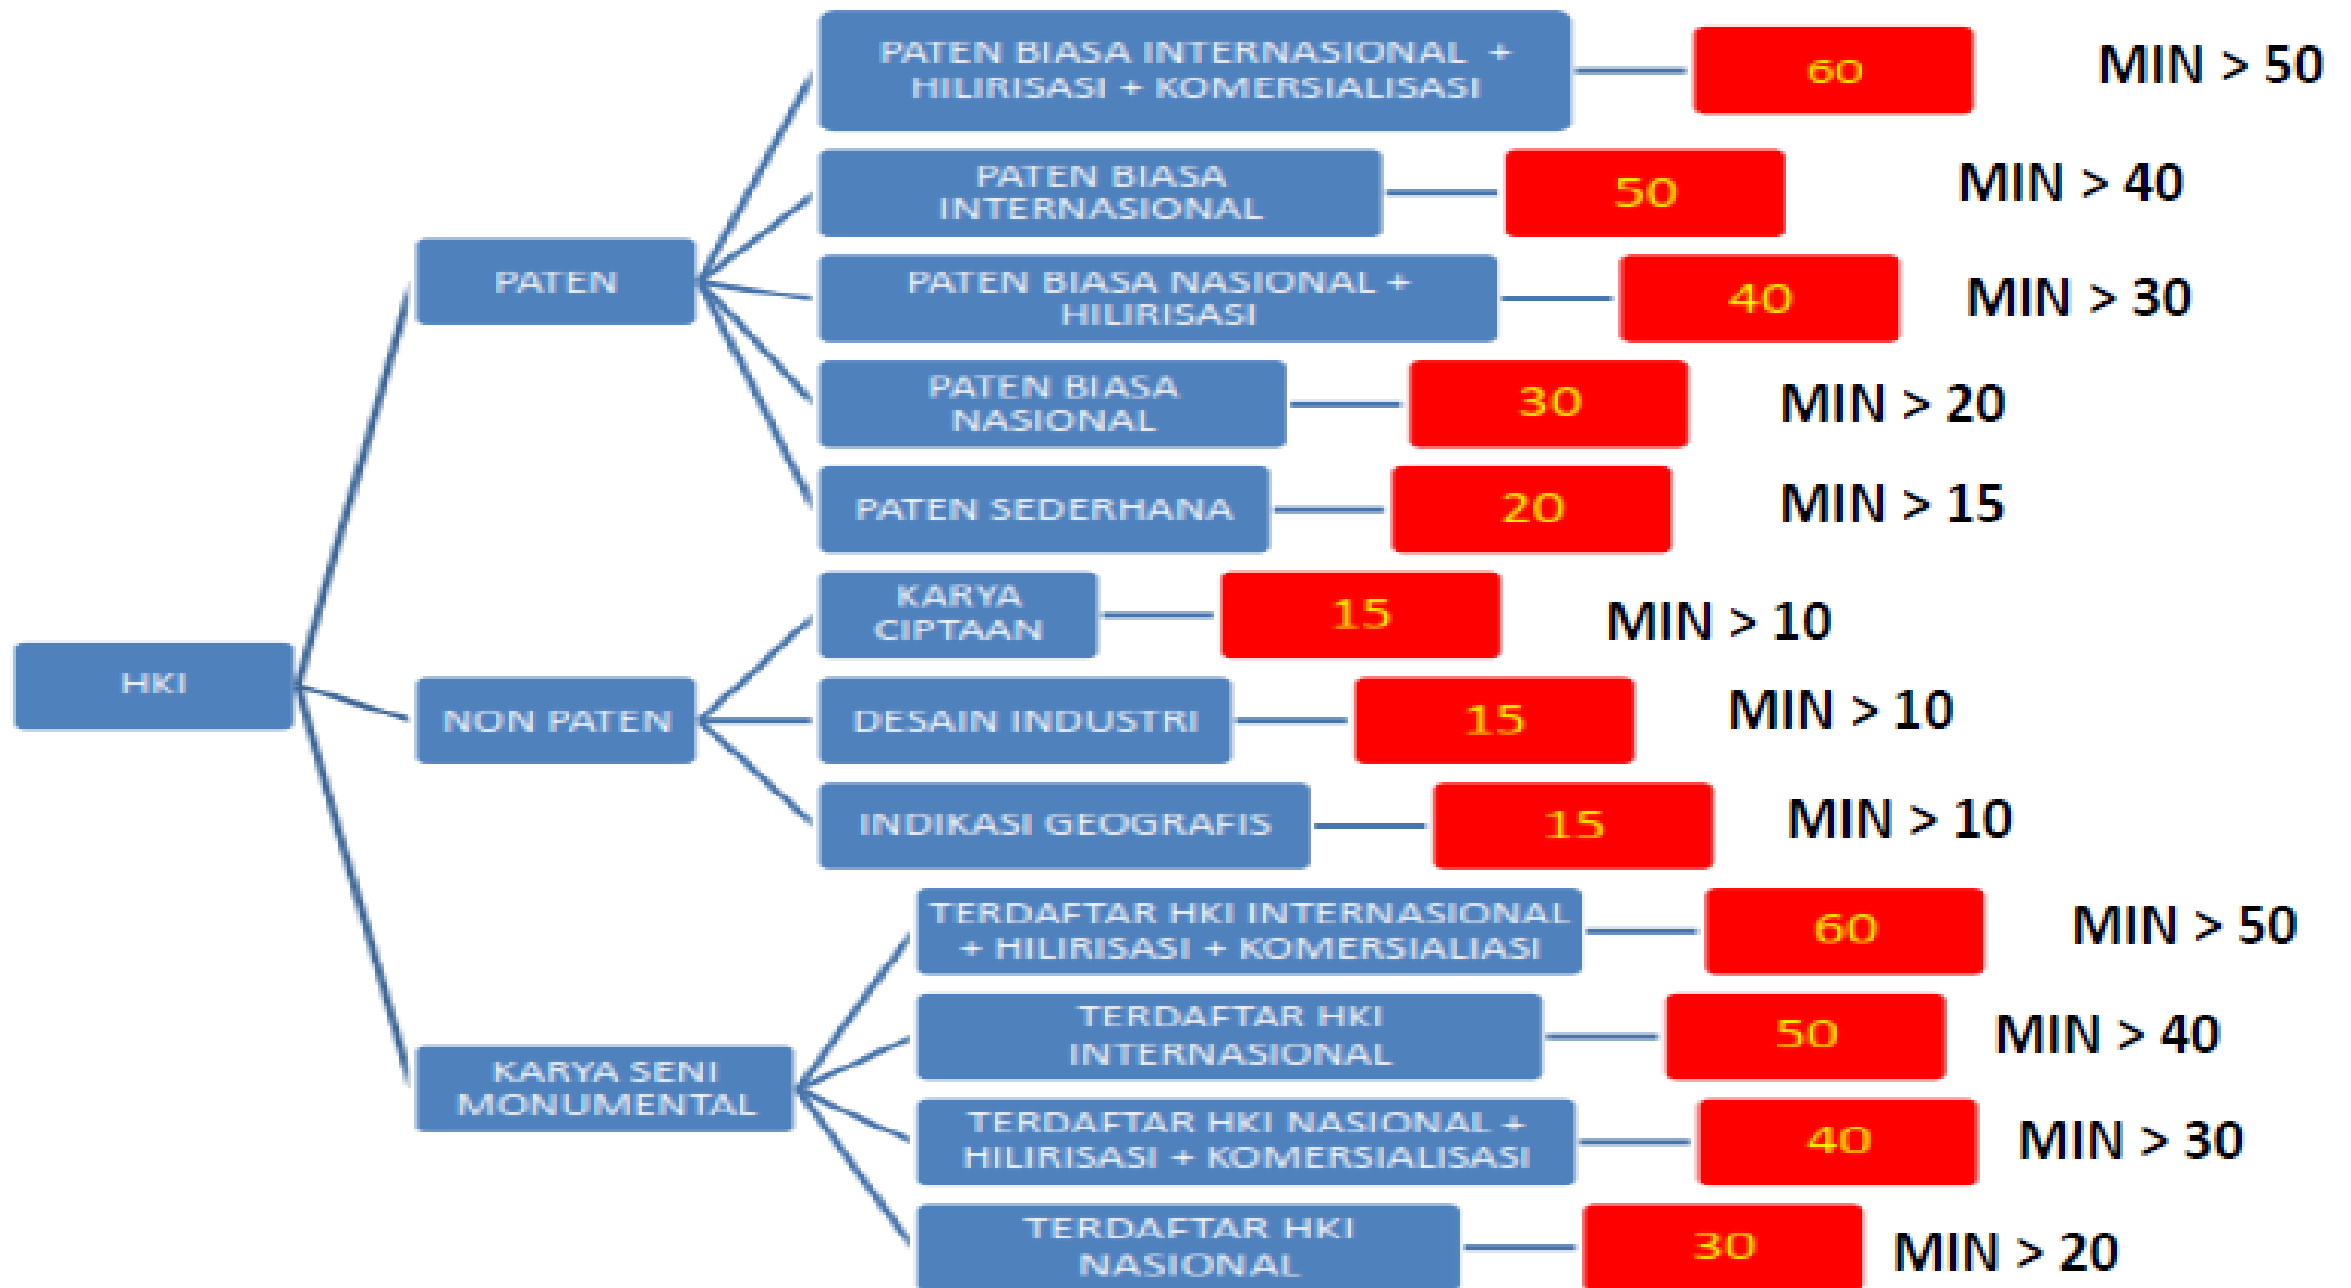 PATEN BIASA INTERNASIONAL +
HILIRISASI + KOMERSIALISASI
60
MIN > 50
PATEN BIASA
INTERNASIONAL
50
MIN > 40
PATEN
PATEN BIASA NASIONAL +
HILIRISASI
40
MIN > 30
PATEN BIASA
NASIONAL
30
MIN > 20
PATEN SEDERHANA
20
MIN > 15
HKI
NON PATEN
KARYA
CIPTAAN
15
MIN > 10
DESAIN INDUSTRI
15
MIN > 10
INDIKASI GEOGRAFIS
15
MIN > 10
KARYA SENI
MONUMENTAL
TERDAFTAR HKI INTERNASIONAL
+ HILIRISASI + KOMERSIALIASI
60
MIN > 50
TERDAFTAR HKI
INTERNASIONAL
50
MIN > 40
TERDAFTAR HKI NASIONAL +
HILIRISASI + KOMERSIALISASI
40
MIN > 30
TERDAFTAR HKI
NASIONAL
30
MIN > 20